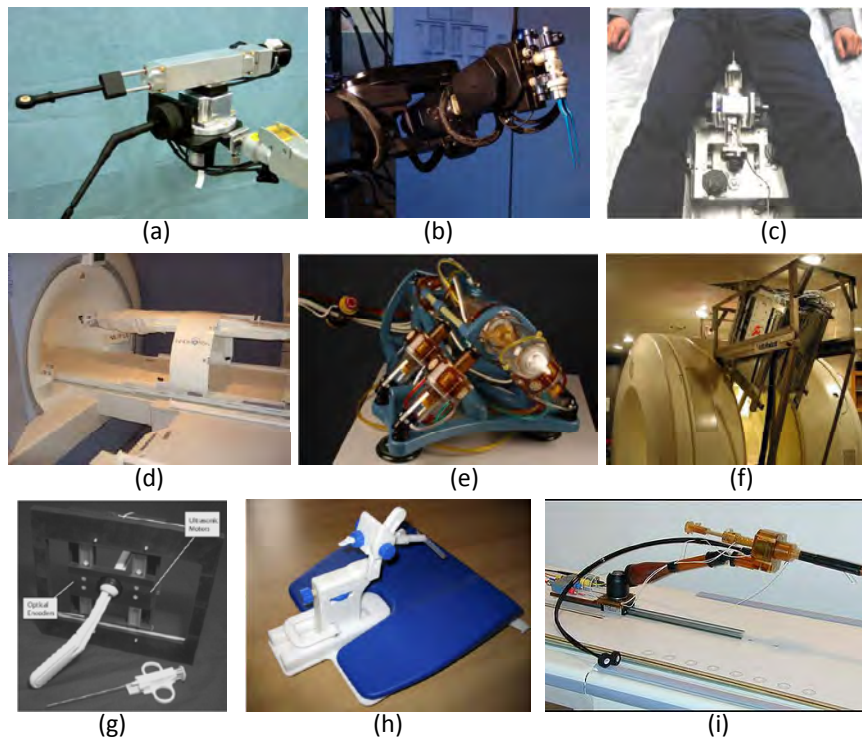 (a)
(b)
(c)
(d)
(e)
(f)
Ultrasonic
Motors
Optical
Encoders
(g)
(h)
(i)